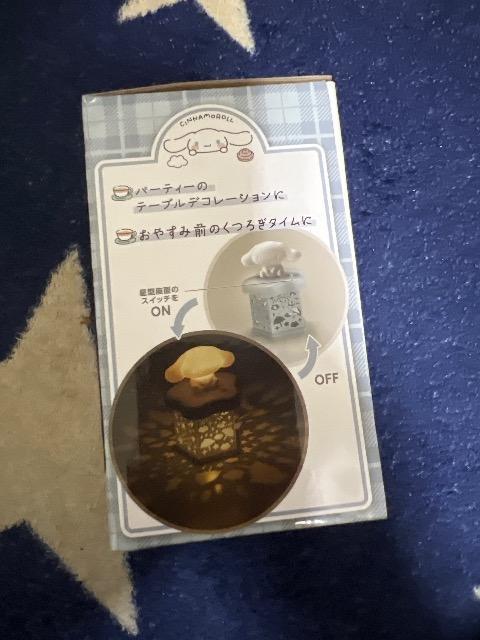 CINNAMOROLL
パーティーの
テーブルデコレーションに
おやすみ前のくつろぎタイムに
星型底面の
スイッチを
ON
OFF